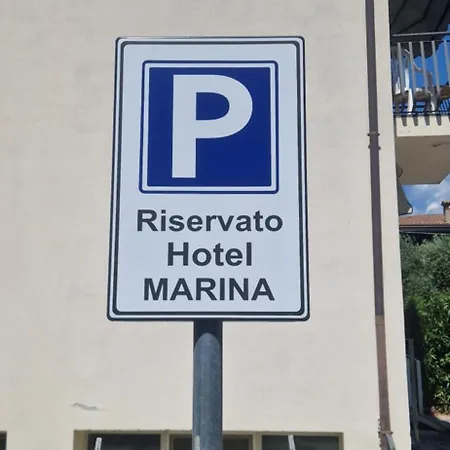 P
Riservato
Hotel
MARINA